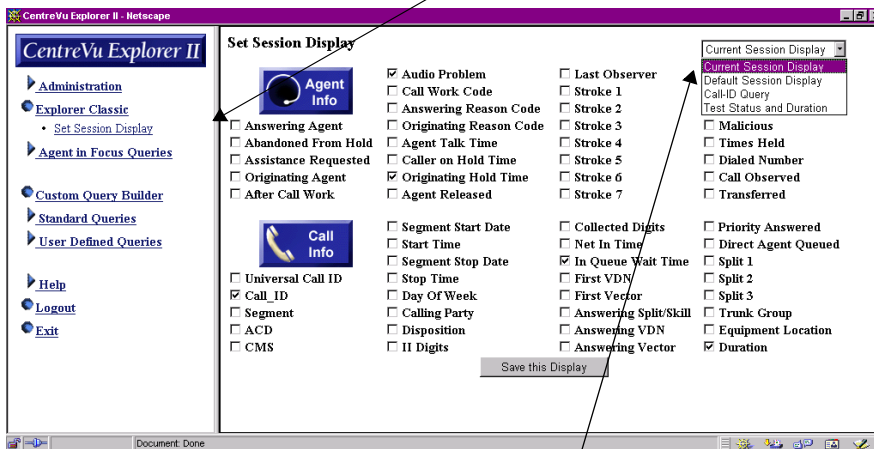 CentreVu Explorer II - Netscape
CentreVu Explorer II
Administration
Explorer Classic
Set Session Display
Agent in Focus Queries
Custom Query Builder
Standard Queries
User Defined Queries
Help
Logout
Exit
Set Session Display
Current Session Display
Current Session Display
Default Session Display
Call-ID Query
Test Status and Duration
Agent Info
Answering Agent
Abandoned From Hold
Assistance Requested
Originating Agent
After Call Work
Audio Problem
Call Work Code
Answering Reason Code
Originating Reason Code
Agent Talk Time
Caller on Hold Time
Originating Hold Time
Agent Released
Last Observer
Stroke 1
Stroke 2
Stroke 3
Stroke 4
Stroke 5
Stroke 6
Stroke 7
Malicious
Times Held
Dialed Number
Call Observed
Transferred
Call Info
Universal Call ID
Call_ID
Segment
ACD
CMS
Segment Start Date
Start Time
Segment Stop Date
Stop Time
Day Of Week
Calling Party
Disposition
II Digits
Collected Digits
Net In Time
In Queue Wait Time
First VDN
First Vector
Answering Split/Skill
Answering VDN
Answering Vector
Priority Answered
Direct Agent Queued
Split 1
Split 2
Split 3
Trunk Group
Equipment Location
Duration
Save this Display
Document: Done